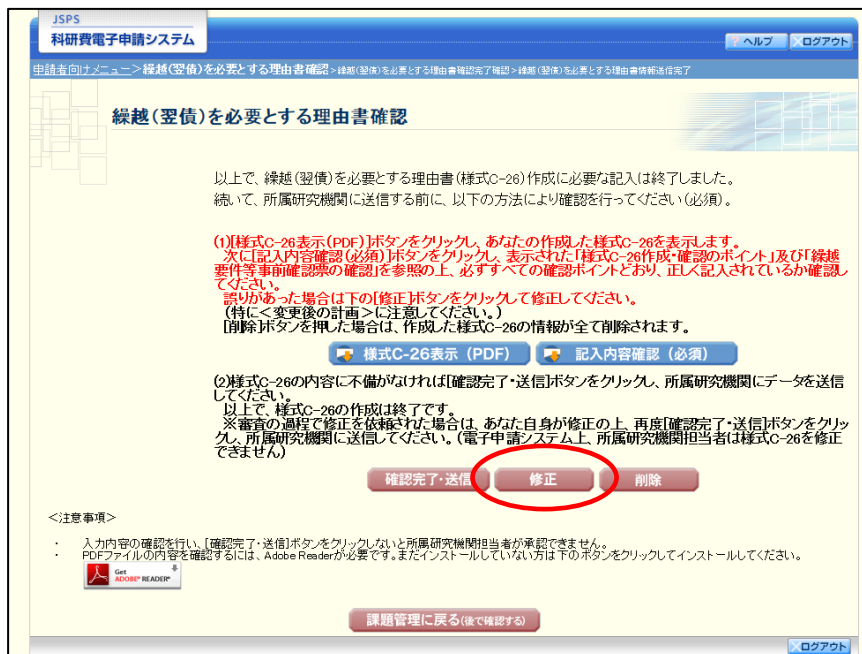 JSPS
科研費電子申請システム
? ヘルプ
ログアウト
申請者向けメニュー>繰越(翌債)を必要とする理由書確認>繰越(翌債)を必要とする理由書確認完了確認>繰越(翌債)を必要とする理由書情報送信完了
繰越(翌債)を必要とする理由書確認
以上で、繰越(翌債)を必要とする理由書(様式C-26)作成に必要な記入は終了しました。
続いて、所属研究機関に送信する前に、以下の方法により確認を行ってください(必須)。
(1)[様式C-26表示(PDF)]ボタンをクリックし、あなたの作成した様式C-26を表示します。
次に[記入内容確認(必須)]ボタンをクリックし、表示された「様式C-26作成・確認のポイント」及び「繰越
要件等事前確認票の確認」を参照の上、必ずすべての確認ポイントどおり、正しく記入されているか確認し
てください。
誤りがあった場合は下の[修正]ボタンをクリックして修正してください。
(特に<変更後の計画>に注意してください。)
[削除]ボタンを押した場合は、作成した様式C-26の情報が全て削除されます。
様式C-26表示(PDF)
記入内容確認(必須)
(2)様式C-26の内容に不備がなければ[確認完了・送信]ボタンをクリックし、所属研究機関にデータを送信
してください。
以上で、様式C-26の作成は終了です。
※審査の過程で修正を依頼された場合は、あなた自身が修正の上、再度[確認完了・送信]ボタンをクリッ
クし、所属研究機関に送信してください。(電子申請システム上、所属研究機関担当者は様式C-26を修正
できません)
確認完了・送信
修正
削除
<注意事項>
・ 入力内容の確認を行い、[確認完了・送信]ボタンをクリックしないと所属研究機関担当者が承認できません。
・ PDFファイルの内容を確認するには、Adobe Readerが必要です。まだインストールしていない方は下のボタンをクリックしてインストールしてください。
Get
ADOBE® READER®
課題管理に戻る(後で確認する)
ログアウト